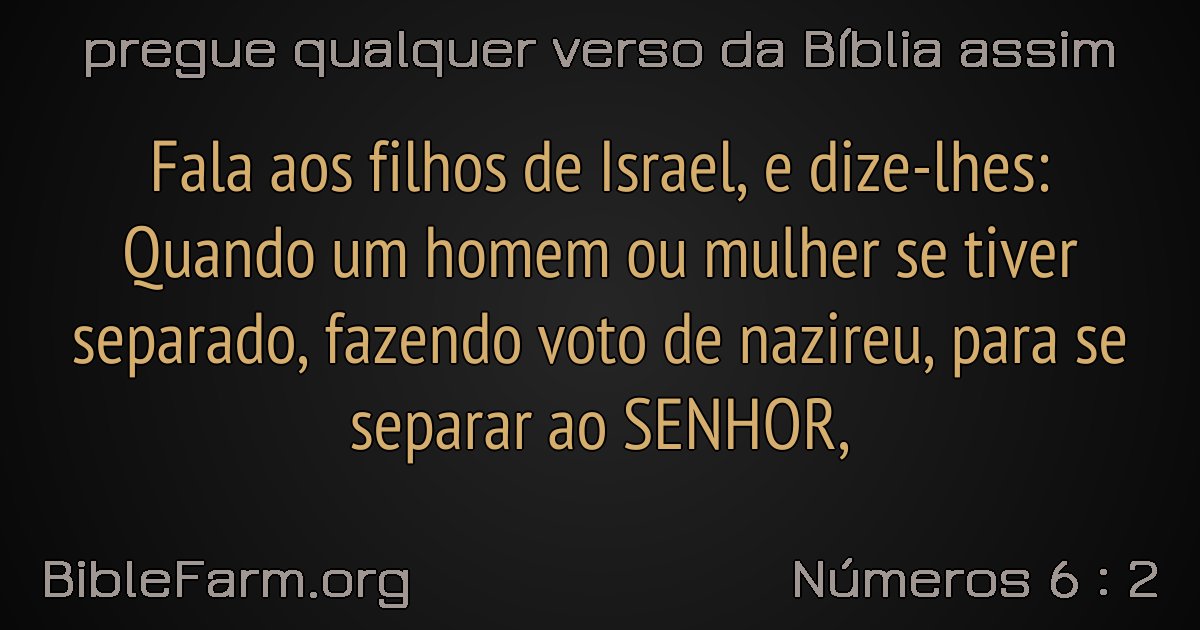 pregue qualquer verso da Bíblia assim
Fala aos filhos de Israel, e dize-lhes:
Quando um homem ou mulher se tiver
separado, fazendo voto de nazireu, para se
separar ao SENHOR,
BibleFarm.org
Números 6 : 2